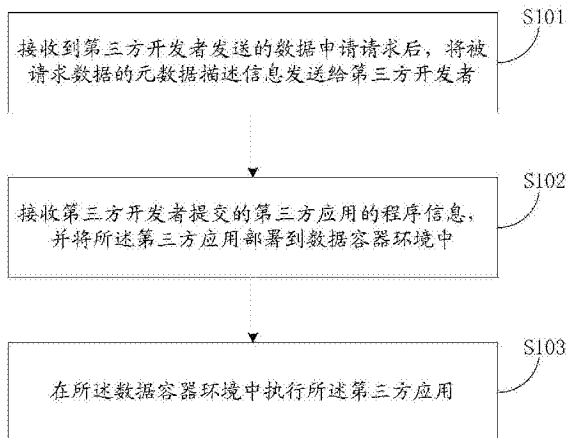 S101
接收到第三方开发者发送的数据申请请求后，将被
请求数据的元数据描述信息发送给第三方开发者
S102
接收第三方开发者提交的第三方应用的程序信息，
并将所述第三方应用部署到数据容器环境中
S103
在所述数据容器环境中执行所述第三方应用